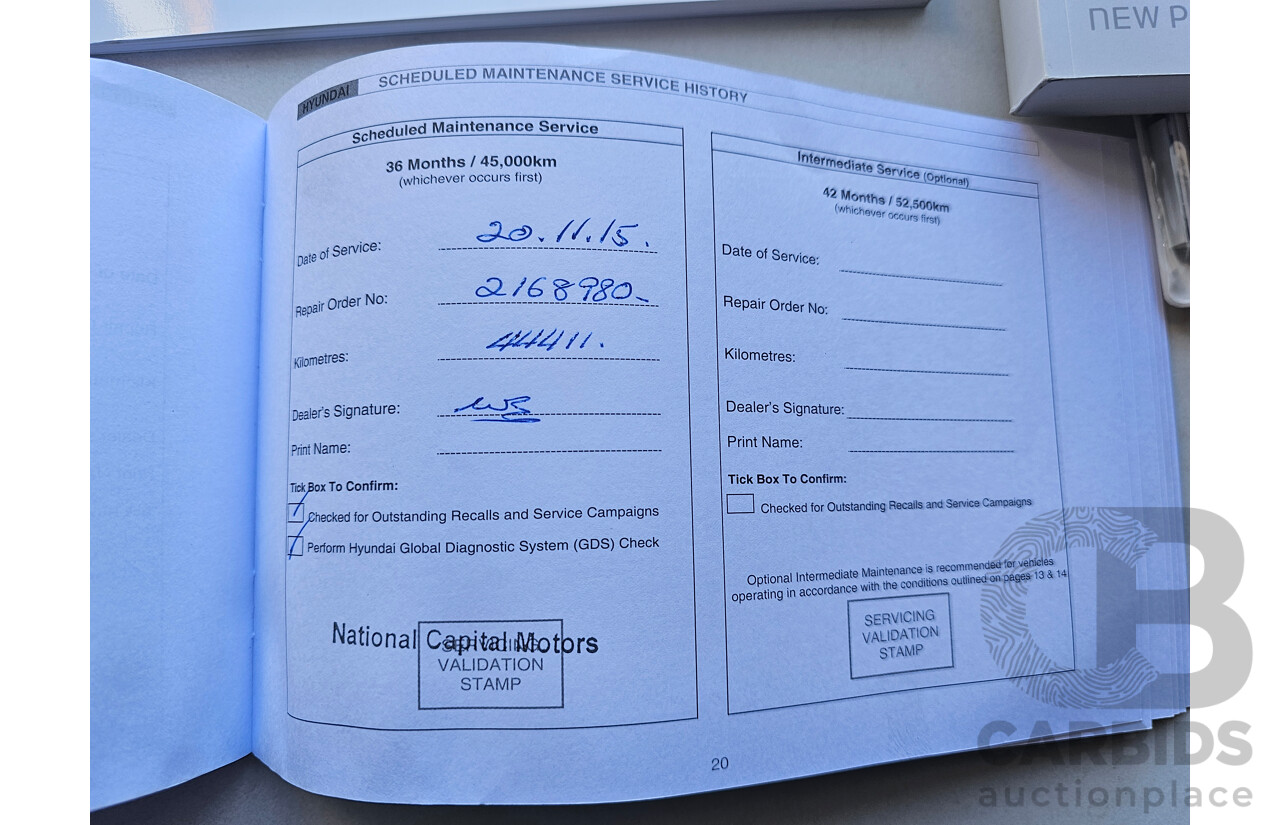 NEW P
HYUNDAI SCHEDULED MAINTENANCE SERVICE HISTORY
Scheduled Maintenance Service
36 Months / 45,000km
(whichever occurs first)
Date of Service: 20.11.15.
Repair Order No: 2168980
Kilometres: 44411.
Dealer's Signature:
Print Name:
Tick Box To Confirm:
Checked for Outstanding Recalls and Service Campaigns
Perform Hyundai Global Diagnostic System (GDS) Check
National Capital Motors
SERVICING
VALIDATION
STAMP
Intermediate Service (Optional)
42 Months / 52,500km
(whichever occurs first)
Date of Service:
Repair Order No:
Kilometres:
Dealer's Signature:
Print Name:
Tick Box To Confirm:
Checked for Outstanding Recalls and Service Campaigns
Optional Intermediate Maintenance is recommended for vehicles
operating in accordance with the conditions outlined on pages 13 & 14
SERVICING
VALIDATION
STAMP
20
CARBIDS
auctionplace